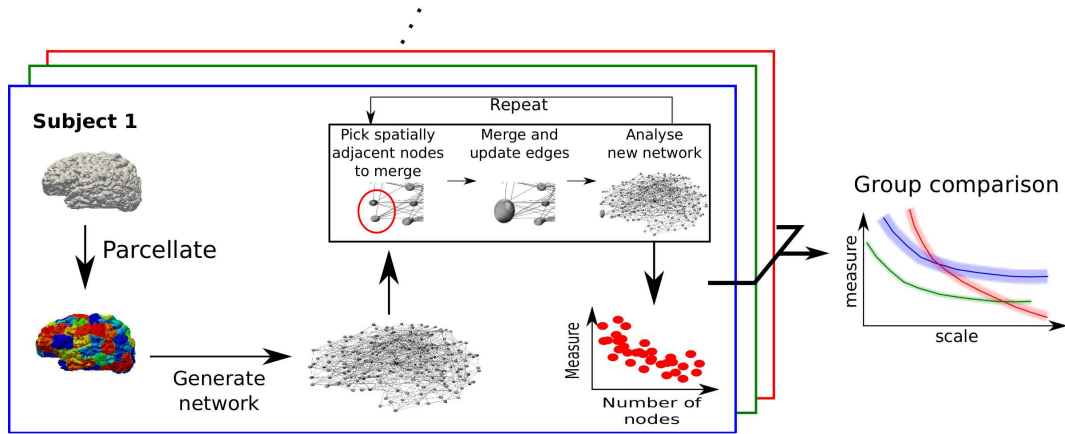 Subject 1
Parcellate
Generate
network
Repeat
Pick spatially
adjacent nodes
to merge
Merge and
update edges
Analyse
new network
Measure
Number of
nodes
Group comparison
measure
scale